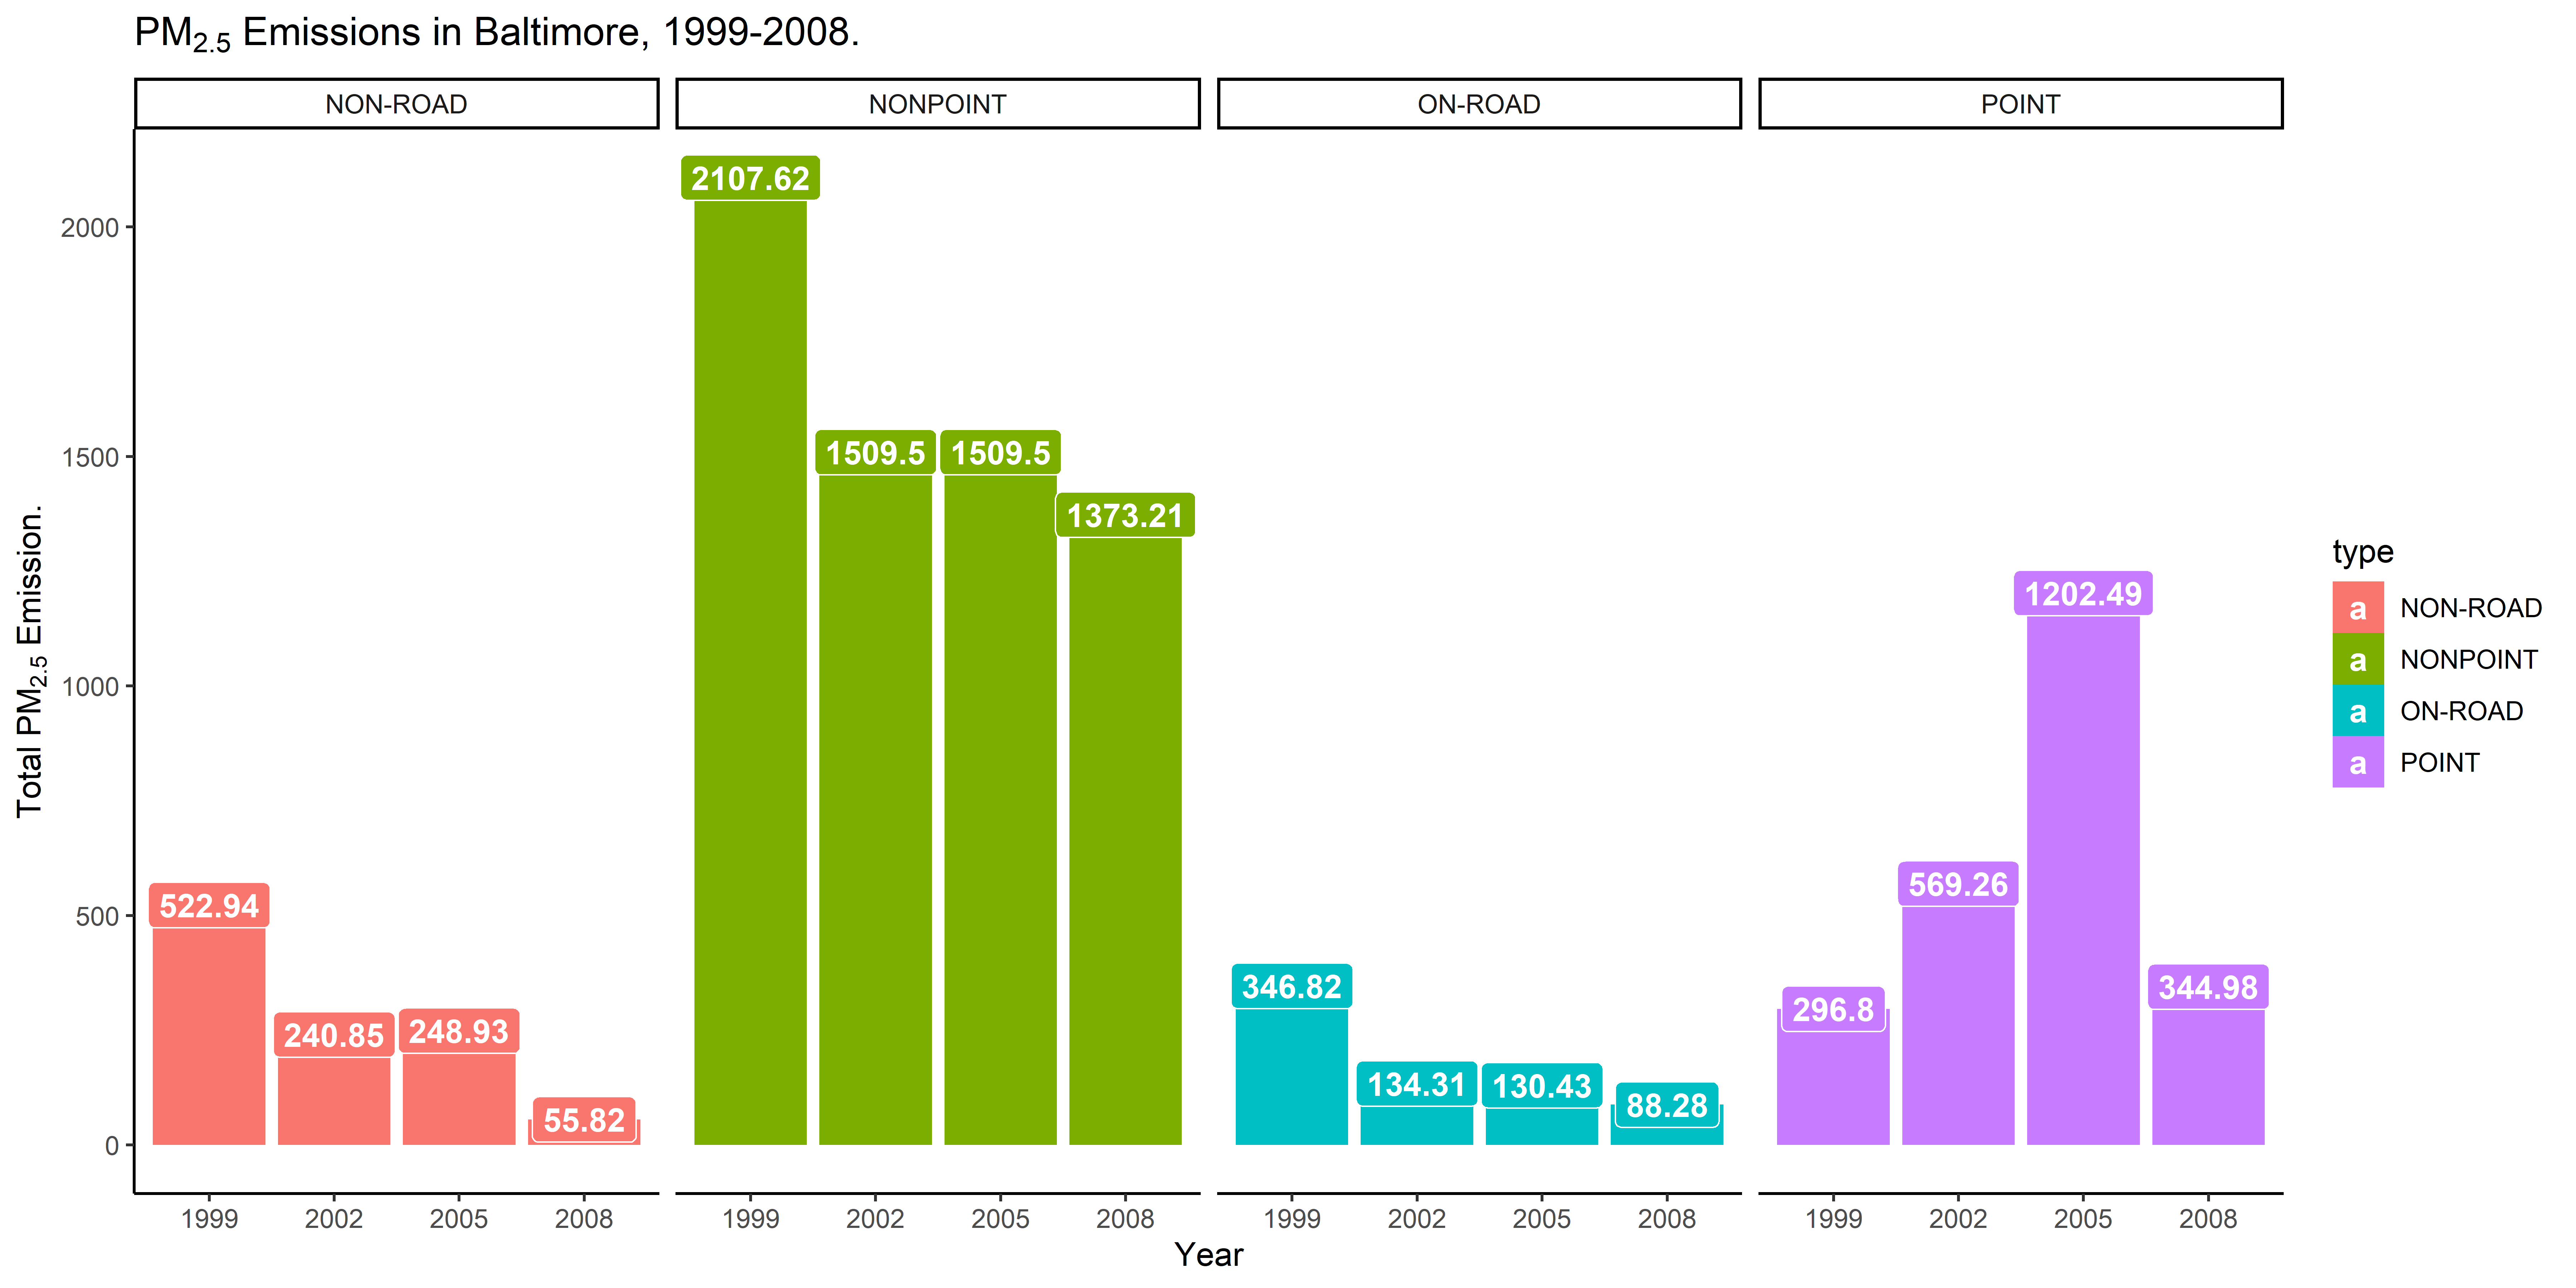 PM2.5 Emissions in Baltimore, 1999-2008.
NON-ROAD
NONPOINT
ON-ROAD
POINT
Total PM2.5 Emission.
2000
1500
1000
500
0
522.94
240.85
248.93
55.82
2107.62
1509.5
1509.5
1373.21
346.82
134.31
130.43
88.28
296.8
569.26
1202.49
344.98
1999 2002 2005 2008
1999 2002 2005 2008
1999 2002 2005 2008
1999 2002 2005 2008
Year
type
a NON-ROAD
a NONPOINT
a ON-ROAD
a POINT